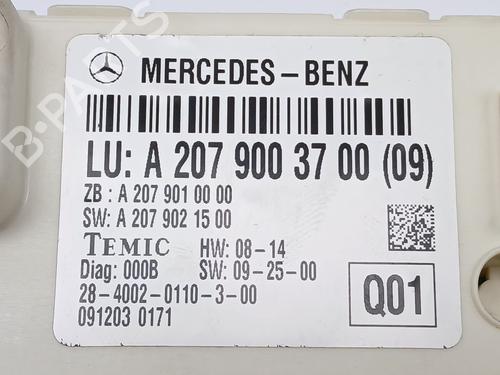 MERCEDES-BENZ
LU: A 207 900 37 00 (09)
ZB : A 207 901 00 00
SW: A 207 902 15 00
TEMIC HW: 08-14
Diag: 000B SW: 09-25-00
28-4002-0110-3-00
091203 0171
Q01
B-PARTS